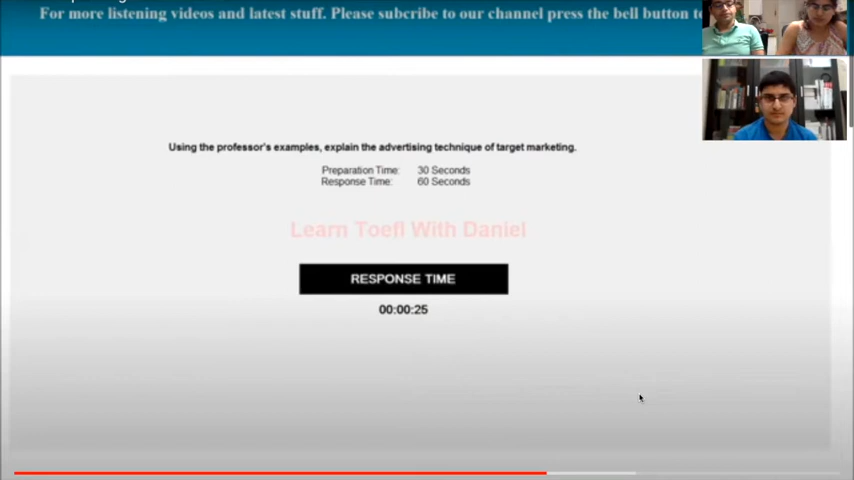 For more listening videos and latest stuff. Please subcribe to our channel press the bell button
Using the professor's examples, explain the advertising technique of target marketing.
Preparation Time: 30 Seconds
Response Time: 60 Seconds
Learn Toefl With Daniel
RESPONSE TIME
00:00:25